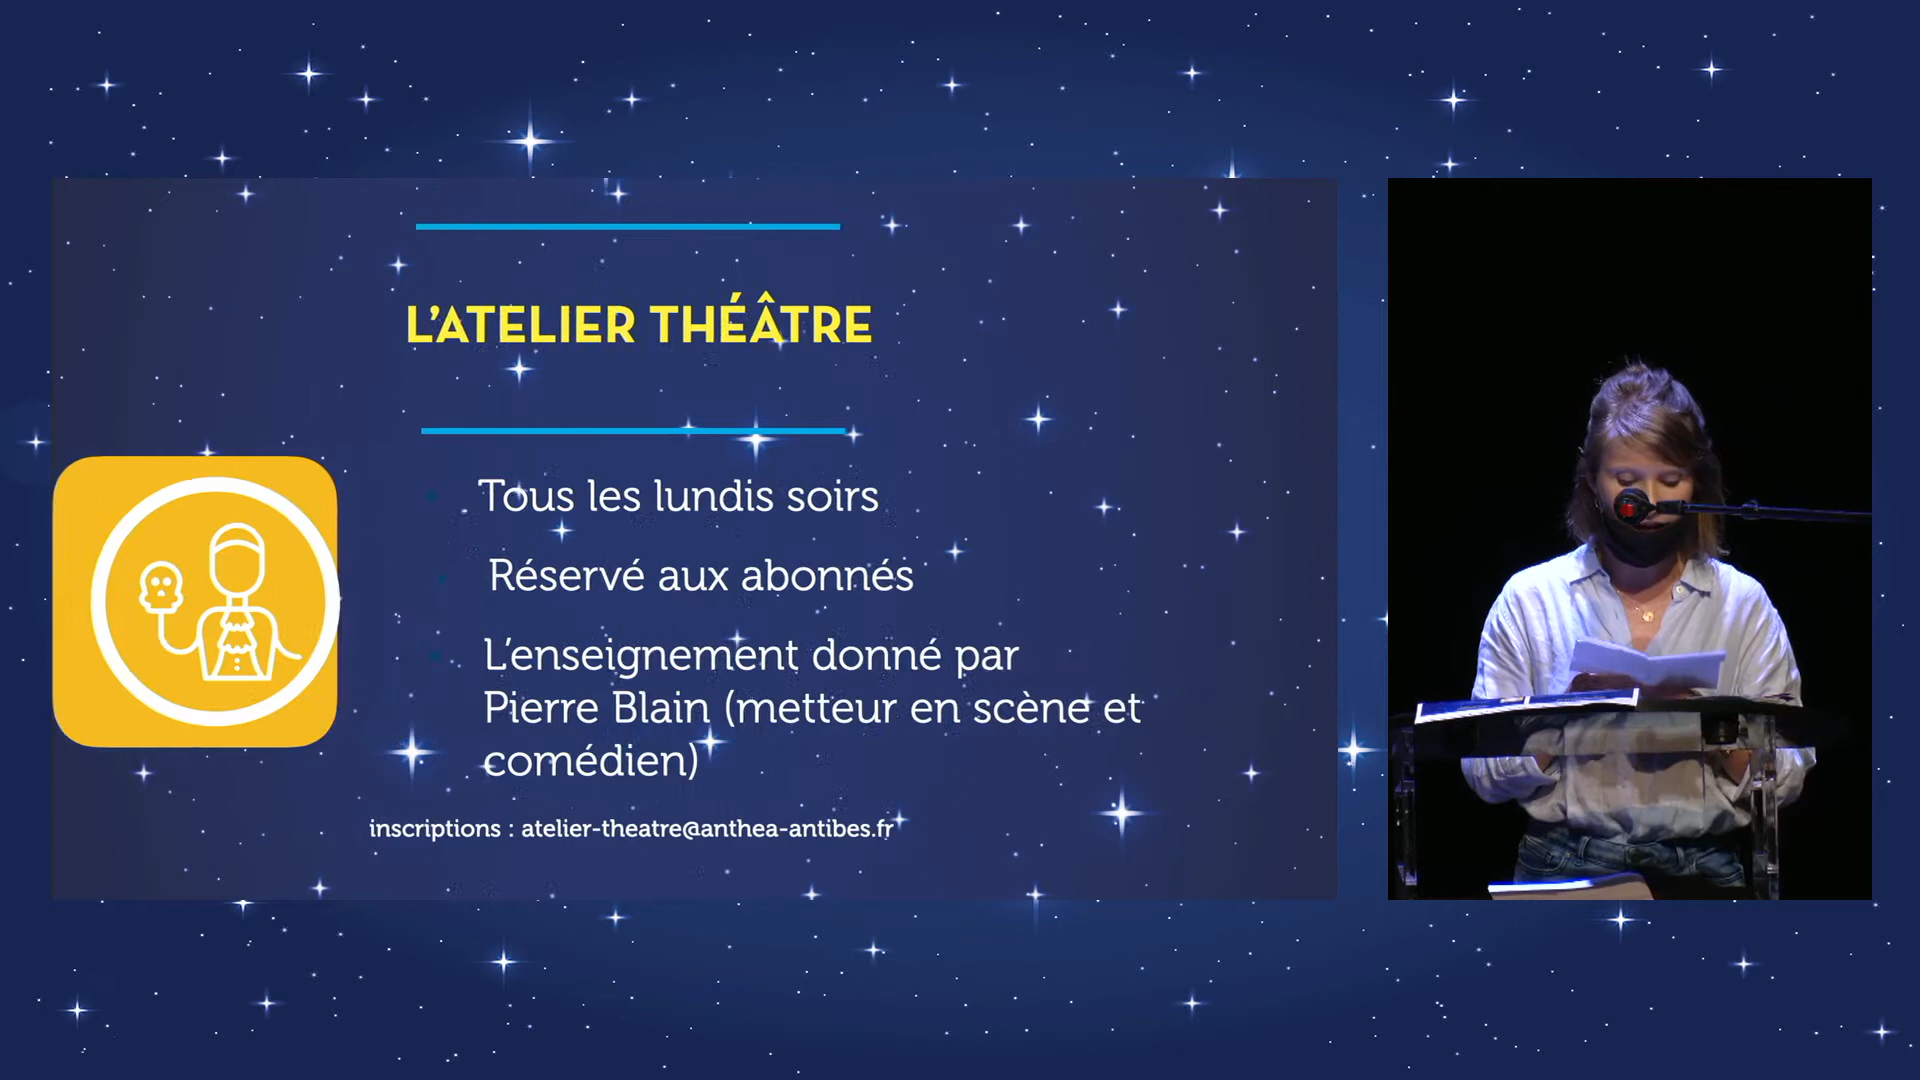 L'ATELIER THÉÂTRE
Tous les lundis soirs
Réservé aux abonnés
L'enseignement donné par
Pierre Blain (metteur en scène et
comédien)
inscriptions : atelier-theatre@anthea-antibes.fr